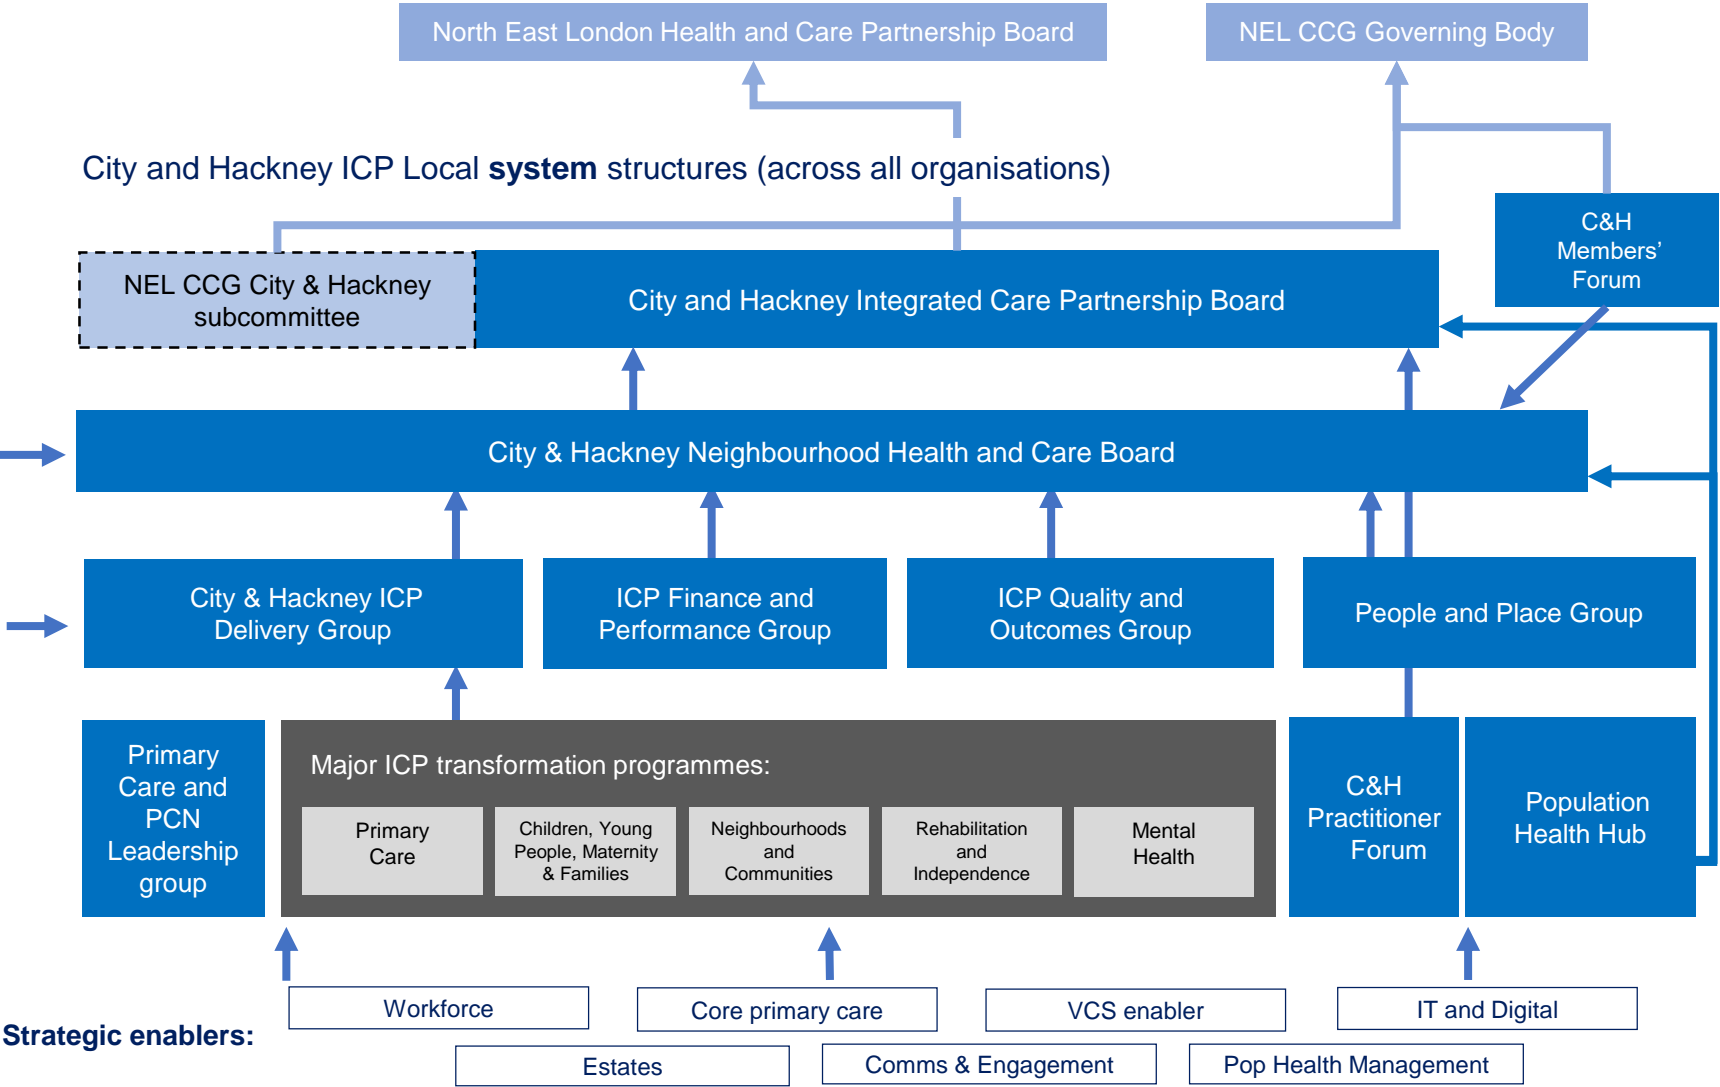 North East London Health and Care Partnership Board
NEL CCG Governing Body
City and Hackney ICP Local system structures (across all organisations)
C&H
Members’
Forum
NEL CCG City & Hackney
subcommittee
City and Hackney Integrated Care Partnership Board
City & Hackney Neighbourhood Health and Care Board
City & Hackney ICP
Delivery Group
ICP Finance and
Performance Group
ICP Quality and
Outcomes Group
People and Place Group
Primary
Care and
PCN
Leadership
group
Major ICP transformation programmes:
Primary
Care
Children, Young
People, Maternity
& Families
Neighbourhoods
and
Communities
Rehabilitation
and
Independence
Mental
Health
C&H
Practitioner
Forum
Population
Health Hub
Strategic enablers:
Workforce
Core primary care
VCS enabler
IT and Digital
Estates
Comms & Engagement
Pop Health Management